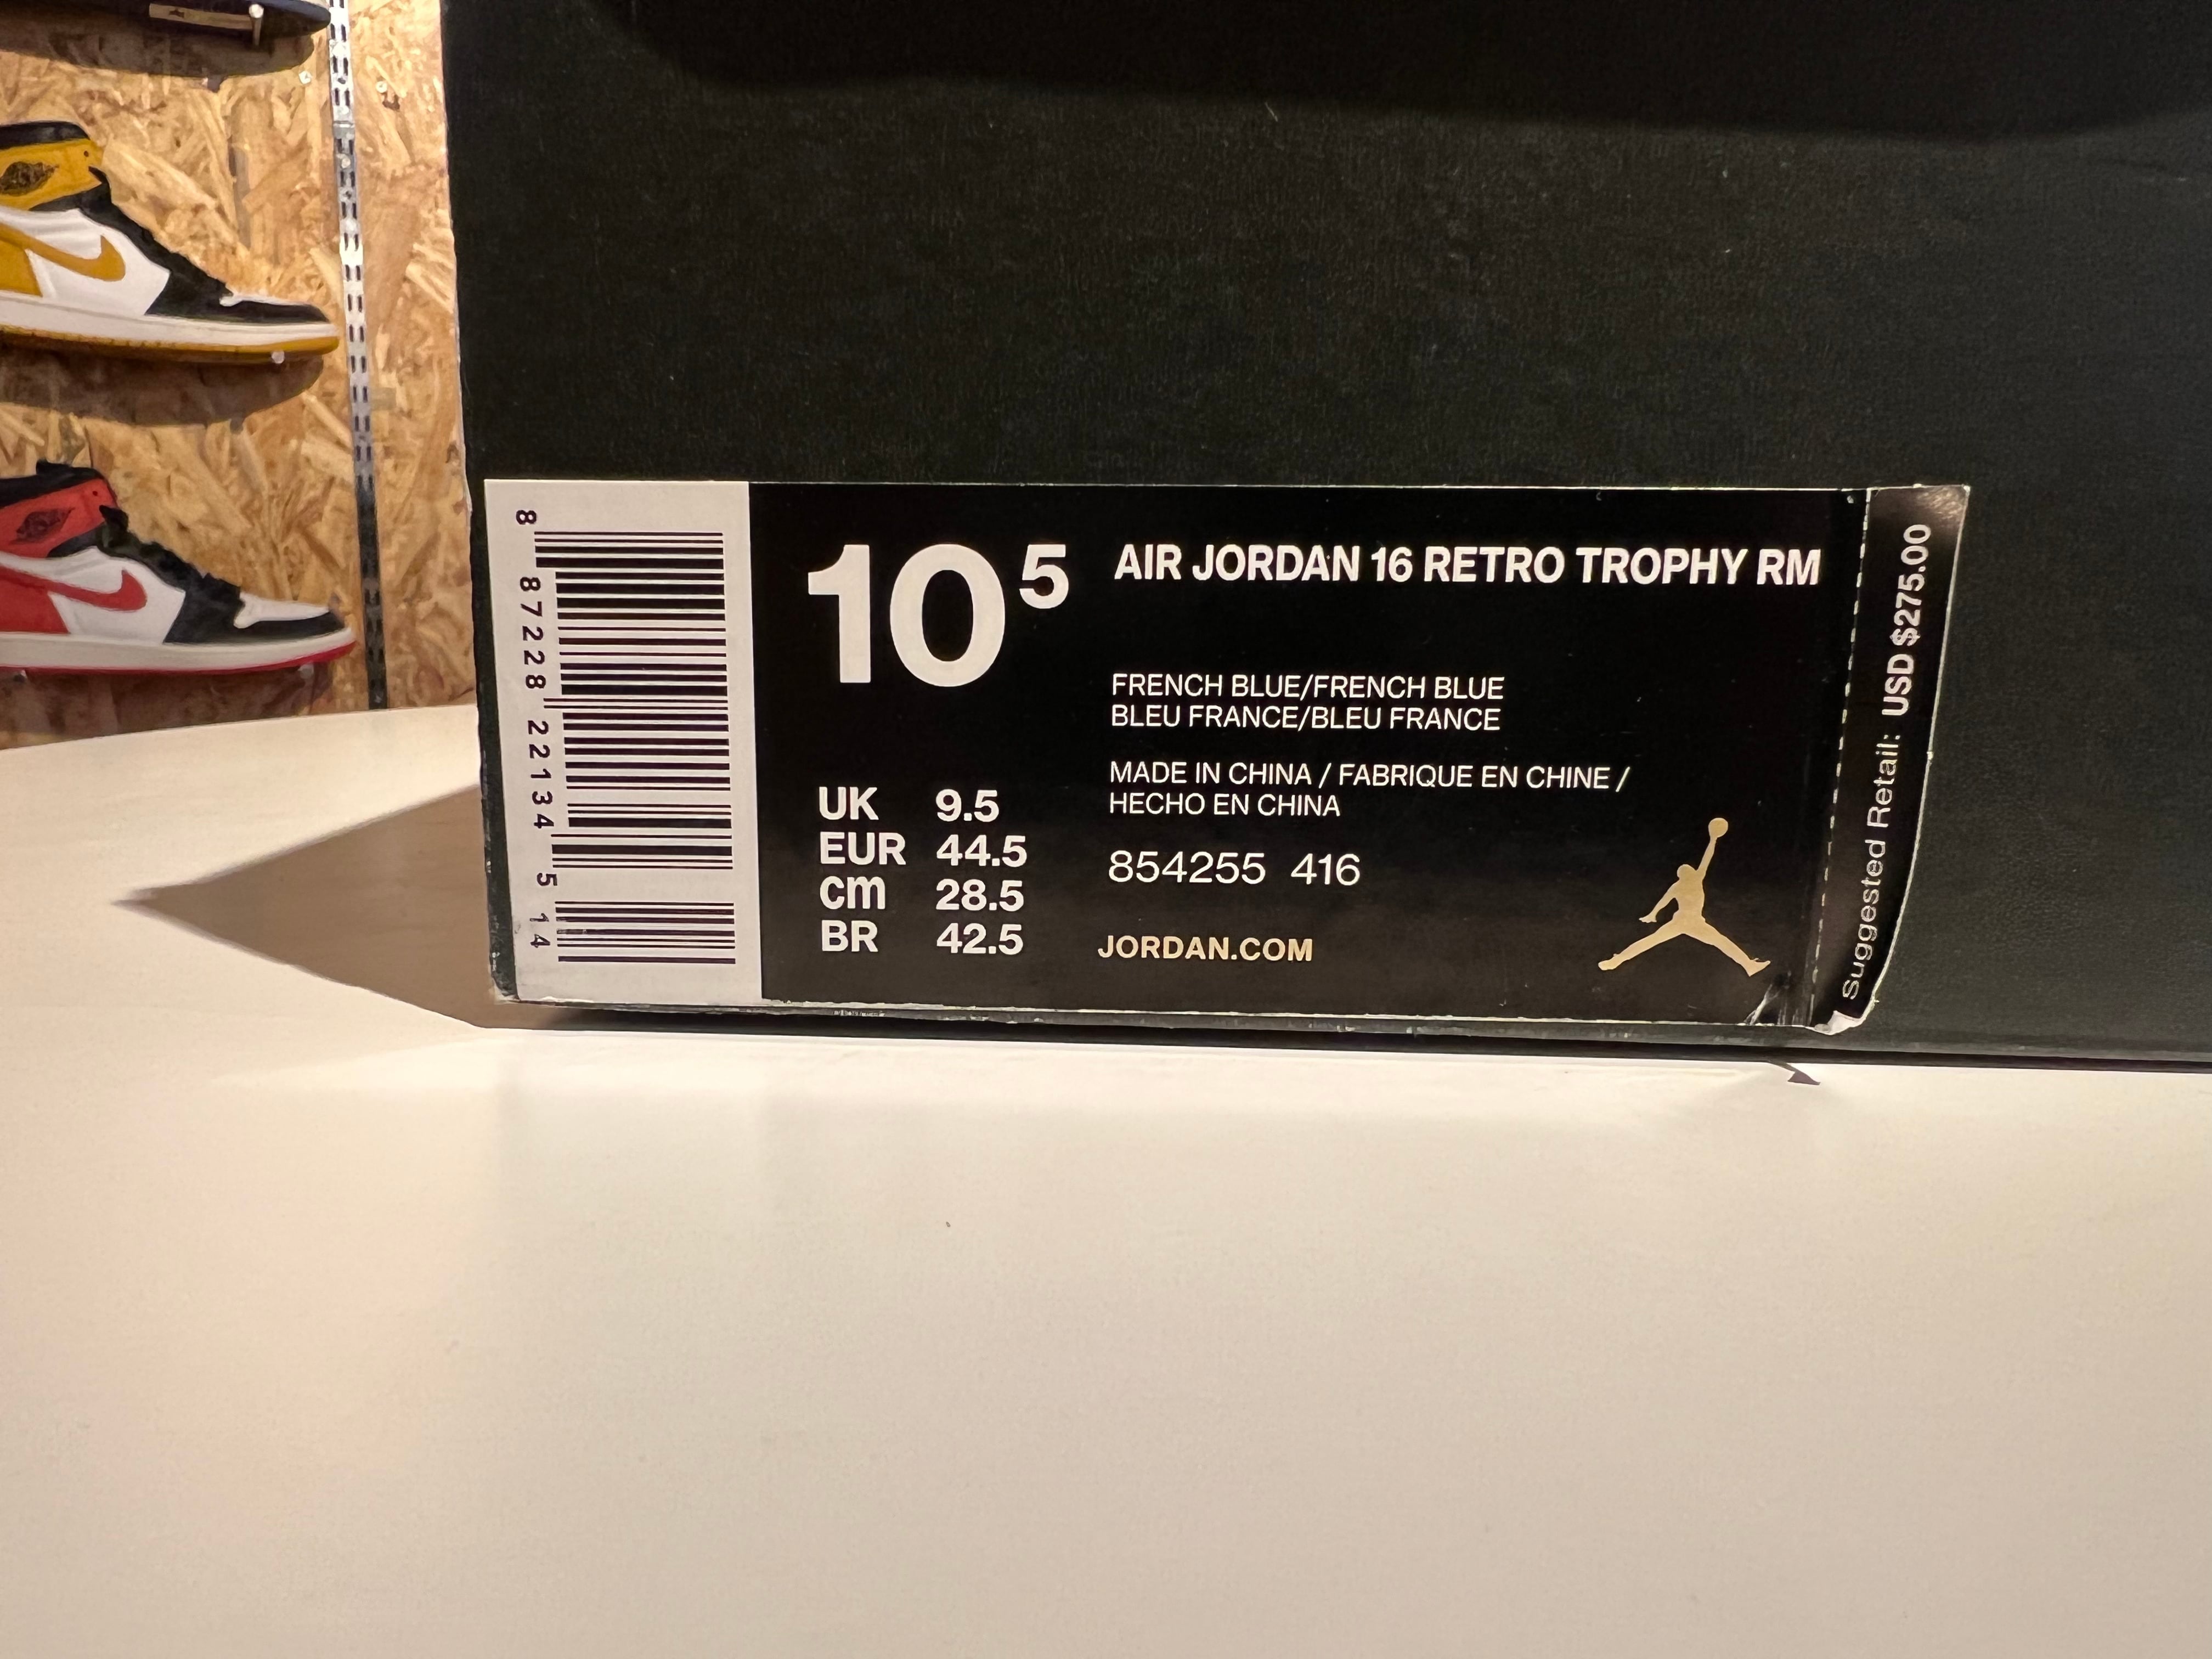 8 87228 22134 5 14
10 5
AIR JORDAN 16 RETRO TROPHY RM
FRENCH BLUE/FRENCH BLUE
BLEU FRANCE/BLEU FRANCE
MADE IN CHINA / FABRIQUE EN CHINE /
HECHO EN CHINA
UK 9.5
EUR 44.5
cm 28.5
BR 42.5
854255 416
JORDAN.COM
Suggested Retail: USD $275.00